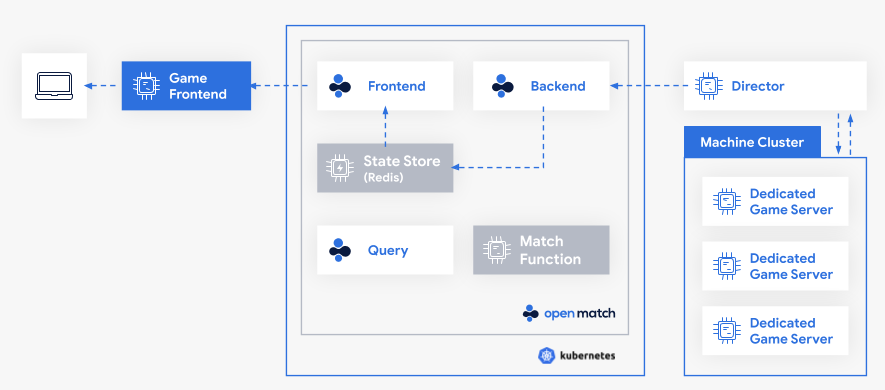 Game
Frontend
Frontend
Backend
Director
State Store
(Redis)
Machine Cluster
Query
Match
Function
Dedicated
Game Server
Dedicated
Game Server
Dedicated
Game Server
open match
kubernetes